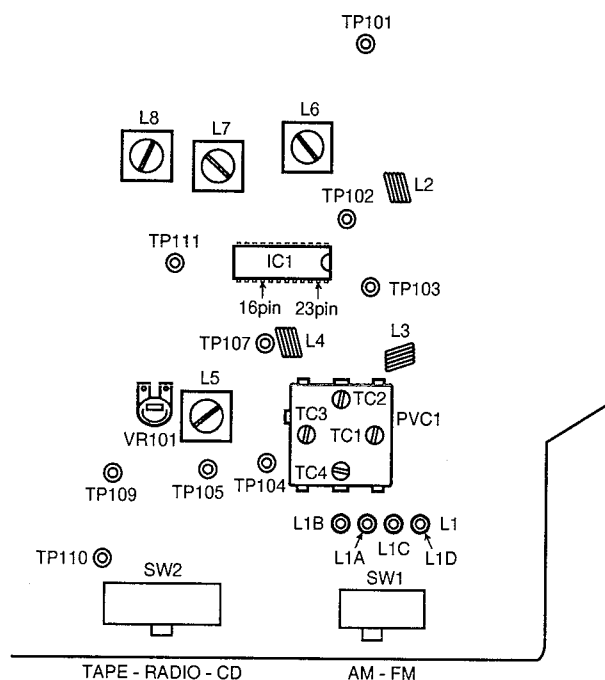 TP101
L6
L8
L7
L2
TP102
TP111
IC1
TP103
16pin 23pin
L3
TP107
L4
L5
TC2
TC3
PVC1
VR101
TC1
TC4
TP104
TP109
TP105
L1B
L1
L1A
L1C
L1D
TP110
SW2
SW1
TAPE - RADIO - CD
AM - FM